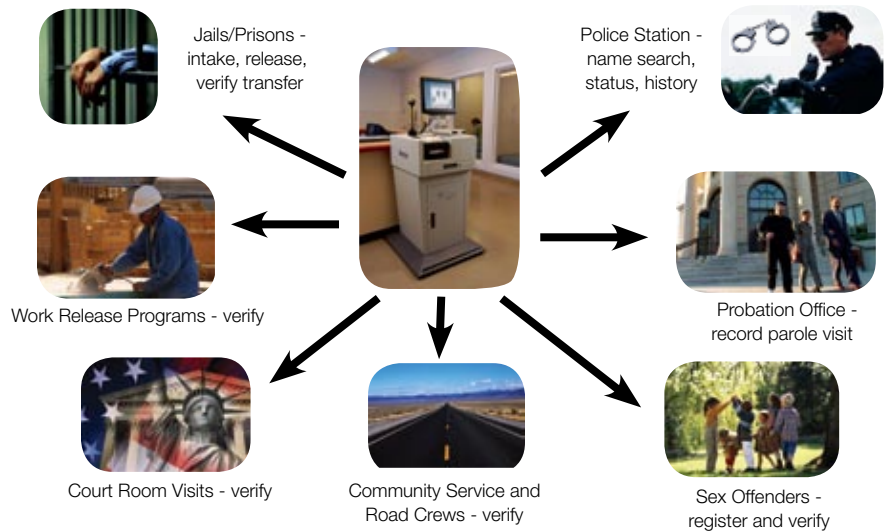 Jails/Prisons -
intake, release,
verify transfer
Police Station -
name search,
status, history
Work Release Programs - verify
Probation Office -
record parole visit
Court Room Visits - verify
Community Service and
Road Crews - verify
Sex Offenders -
register and verify